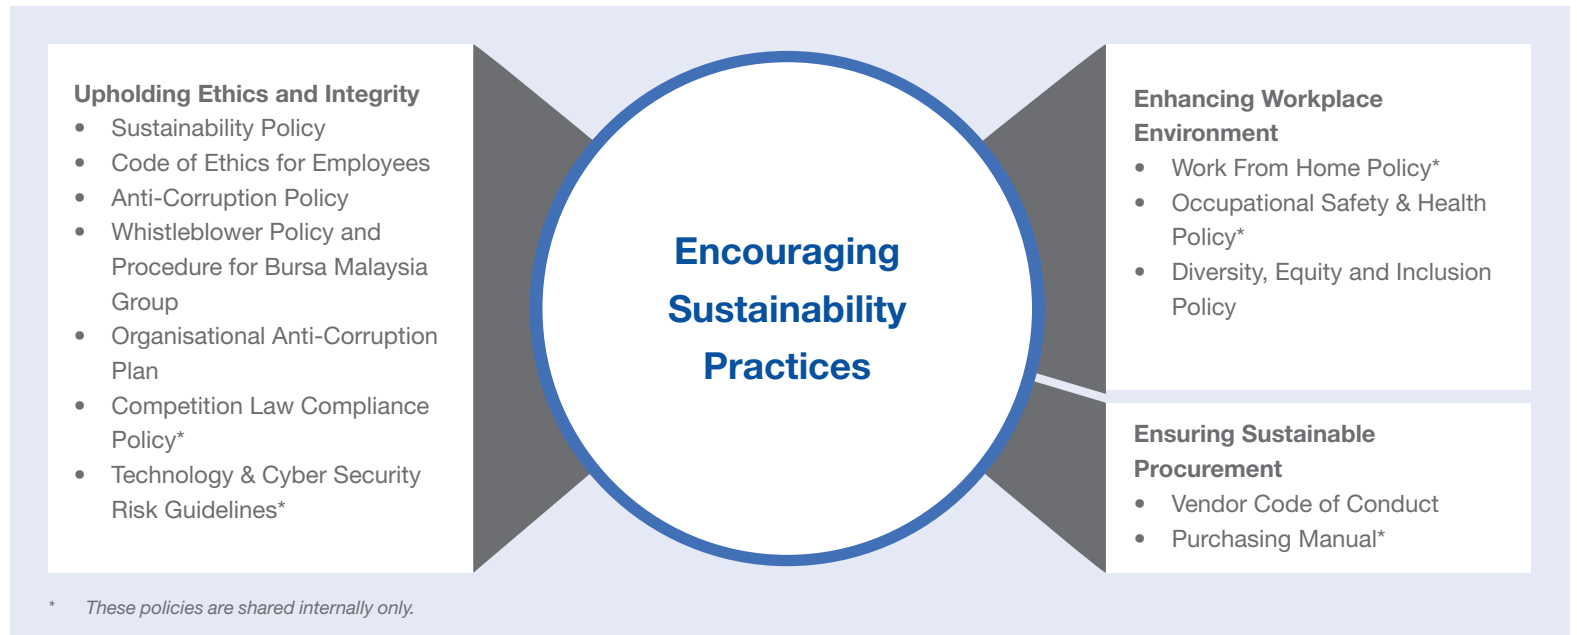 Upholding Ethics and Integrity
• Sustainability Policy
• Code of Ethics for Employees
• Anti-Corruption Policy
• Whistleblower Policy and
Procedure for Bursa Malaysia
Group
• Organisational Anti-Corruption
Plan
• Competition Law Compliance
Policy*
• Technology & Cyber Security
Risk Guidelines*
Encouraging
Sustainability
Practices
Enhancing Workplace
Environment
• Work From Home Policy*
• Occupational Safety & Health
Policy*
• Diversity, Equity and Inclusion
Policy
Ensuring Sustainable
Procurement
• Vendor Code of Conduct
• Purchasing Manual*
* These policies are shared internally only.